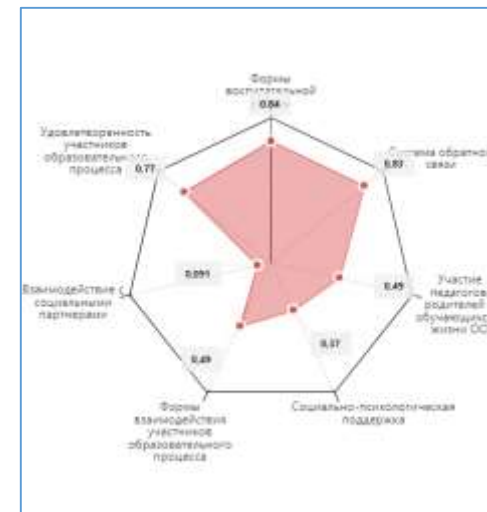 Формы
воспитательной
0.84
Система обратной
связи
0,83
Участие
педагогов
родителей
обучающихс
жизни ОО
0,49
Социально-психологическая
поддержка
0,37
Формы
взаимодействия
участников
образовательного
процесса
0,49
Взаимодействие с
социальными
партнерами
0,091
Удовлетворенность
участников
образовательного
процесса
0,77